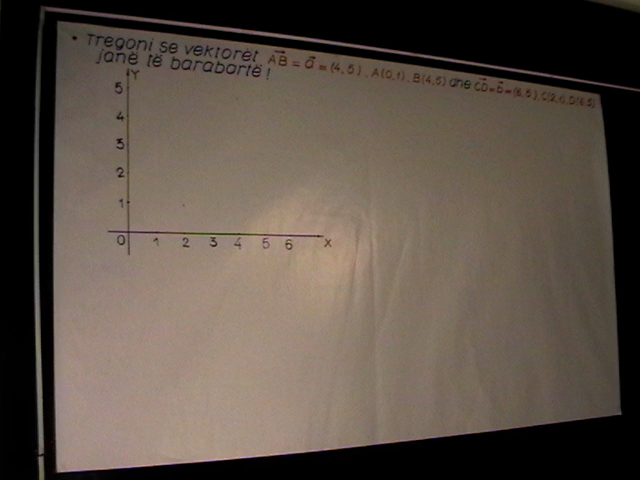 • Tregoni se vektorët AB = a = (4,5), A(0,1), B(4,5) dhe CD = b = (6,5), C(2,1), D(6,5)
janë të barabartë!
Y
5
4
3
2
1
0 1 2 3 4 5 6 X